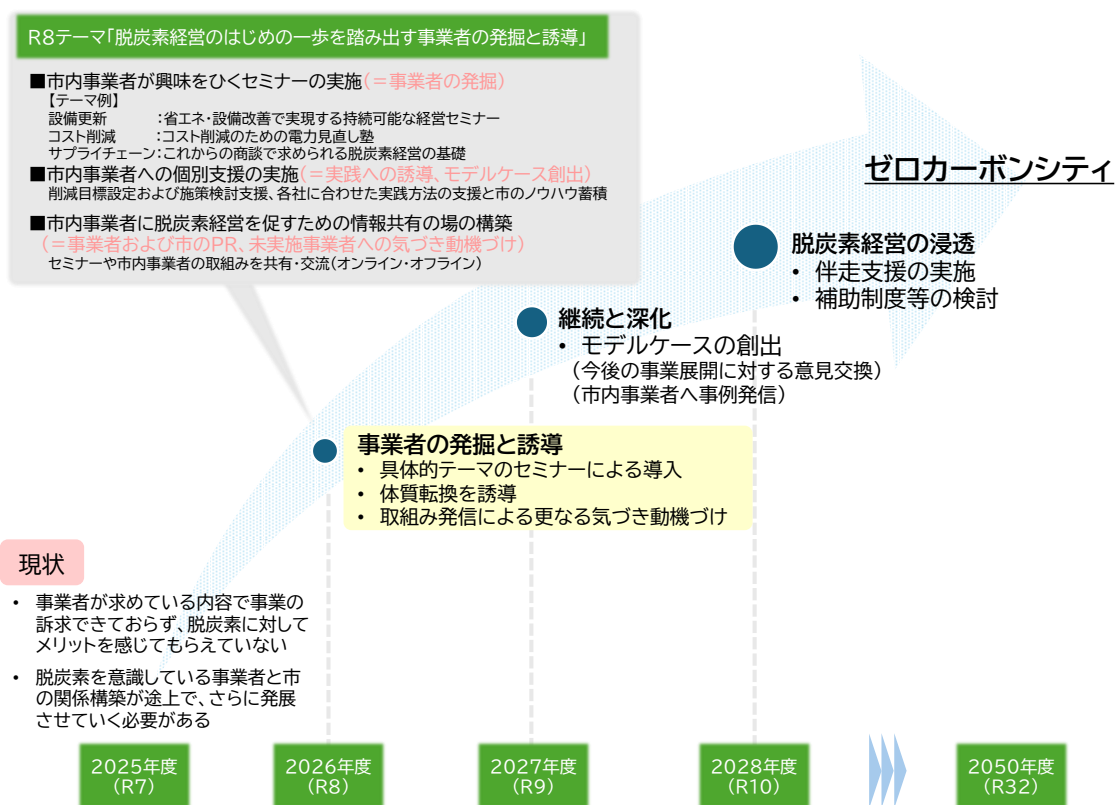 R8テーマ「脱炭素経営のはじめの一歩を踏み出す事業者の発掘と誘導」
■市内事業者が興味をひくセミナーの実施(＝事業者の発掘)
【テーマ例】
設備更新　　　：省エネ・設備改善で実現する持続可能な経営セミナー
コスト削減　　：コスト削減のための電力見直し塾
サプライチェーン：これからの商談で求められる脱炭素経営の基礎
■市内事業者への個別支援の実施(＝実践への誘導、モデルケース創出)
削減目標設定および施策検討支援、各社に合わせた実践方法の支援と市のノウハウ蓄積
■市内事業者に脱炭素経営を促すための情報共有の場の構築
(＝事業者および市のPR、未実施事業者への気づき動機づけ)
セミナーや市内事業者の取組みを共有・交流(オンライン・オフライン)
ゼロカーボンシティ
脱炭素経営の浸透
• 伴走支援の実施
• 補助制度等の検討
継続と深化
• モデルケースの創出
(今後の事業展開に対する意見交換)
(市内事業者へ事例発信)
事業者の発掘と誘導
• 具体的テーマのセミナーによる導入
• 体質転換を誘導
• 取組み発信による更なる気づき動機づけ
現状
• 事業者が求めている内容で事業の
訴求できておらず、脱炭素に対して
メリットを感じてもらえていない
• 脱炭素を意識している事業者と市
の関係構築が途上で、さらに発展
させていく必要がある
2025年度
(R7)
2026年度
(R8)
2027年度
(R9)
2028年度
(R10)
2050年度
(R32)